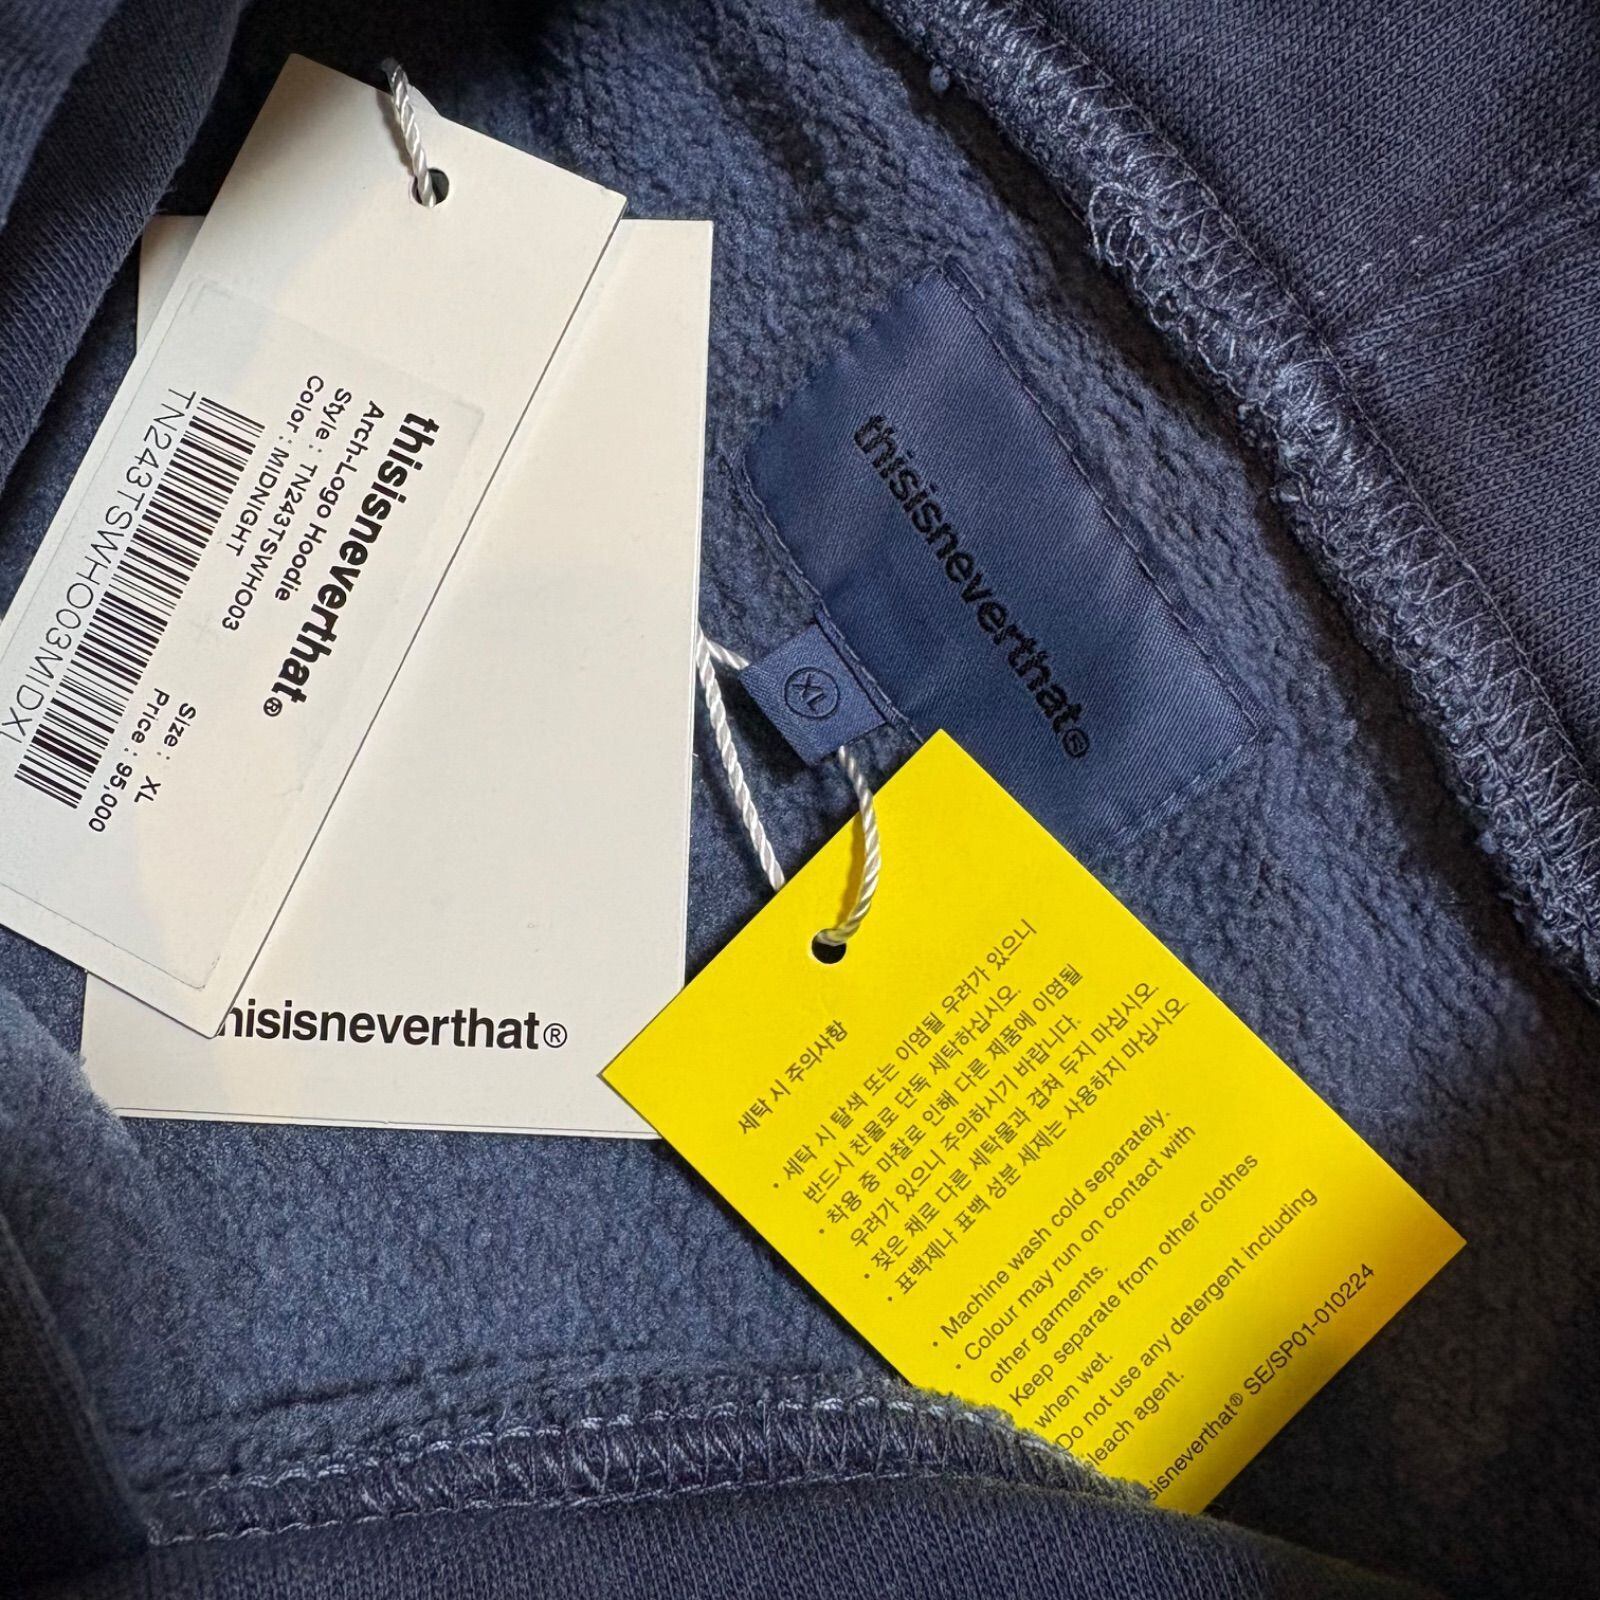 thisisneverthat®
Arch-Logo Hoodie
Style : TN243TSWHO03
Color : MIDNIGHT
Size : XL
Price : 95,000
TN243TSWHO03MIDXL
hisisneverthat®
thisisneverthat®
XL
세탁 시 주의사항
· 세탁 시 탈색 또는 이염될 우려가 있으니
반드시 찬물로 단독 세탁하십시오.
· 착용 중 마찰로 인해 다른 제품에 이염될
우려가 있으니 주의하시기 바랍니다.
· 젖은 채로 다른 세탁물과 겹쳐 두지 마십시오.
· 표백제나 표백 성분 세제는 사용하지 마십시오
· Machine wash cold separately.
· Colour may run on contact with
other garments.
Keep separate from other clothes
when wet.
Do not use any detergent including
leach agent.
sisneverthat® SE/SP01-010224